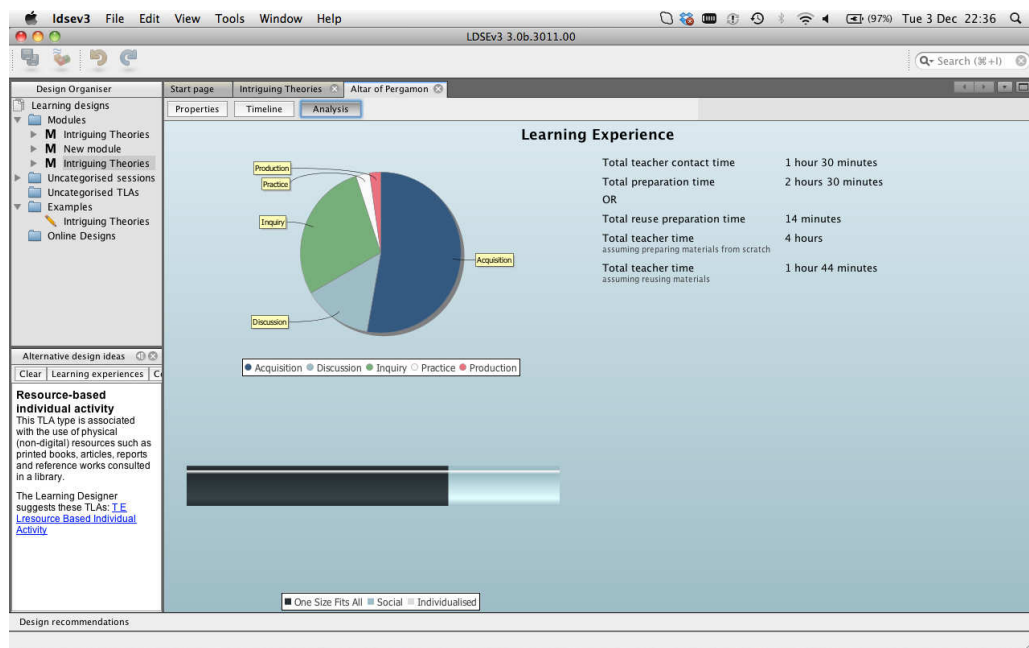 ldsev3 File Edit View Tools Window Help (97%) Tue 3 Dec 22:36
LDSEv3 3.0b.3011.00
Q- Search (⌘+I)
Design Organiser
Learning designs
Modules
M Intriguing Theories
M New module
M Intriguing Theories
Uncategorised sessions
Uncategorised TLAs
Examples
Intriguing Theories
Online Designs
Alternative design ideas
Clear Learning experiences
Resource-based
individual activity
This TLA type is associated
with the use of physical
(non-digital) resources such as
printed books, articles, reports
and reference works consulted
in a library.
The Learning Designer
suggests these TLAs: T E
Lresource Based Individual
Activity
Start page Intriguing Theories Altar of Pergamon
Properties Timeline Analysis
Learning Experience
Production
Practice
Inquiry
Acquisition
Discussion
Acquisition Discussion Inquiry Practice Production
Total teacher contact time 1 hour 30 minutes
Total preparation time 2 hours 30 minutes
OR
Total reuse preparation time 14 minutes
Total teacher time 4 hours
assuming preparing materials from scratch
Total teacher time 1 hour 44 minutes
assuming reusing materials
One Size Fits All Social Individualised
Design recommendations